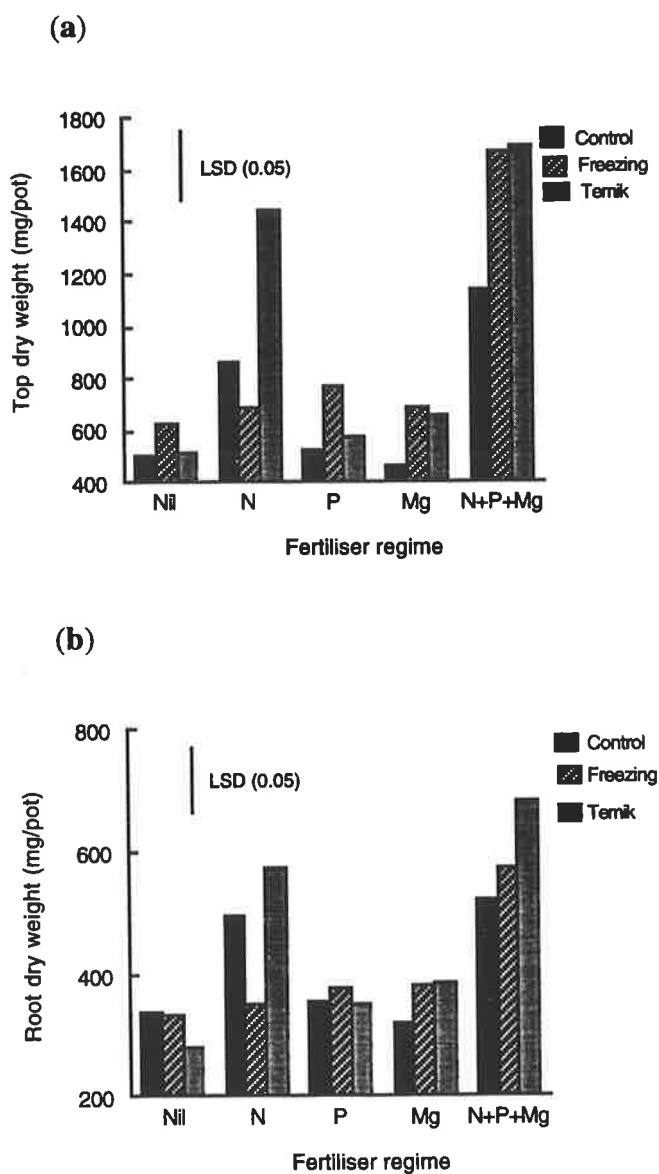 (a)
1800
1600
1400
1200
1000
800
600
400
Top dry weight (mg/pot)
LSD (0.05)
Control
Freezing
Temik
Nil N P Mg N+P+Mg
Fertiliser regime
(b)
800
600
400
200
Root dry weight (mg/pot)
LSD (0.05)
Control
Freezing
Temik
Nil N P Mg N+P+Mg
Fertiliser regime